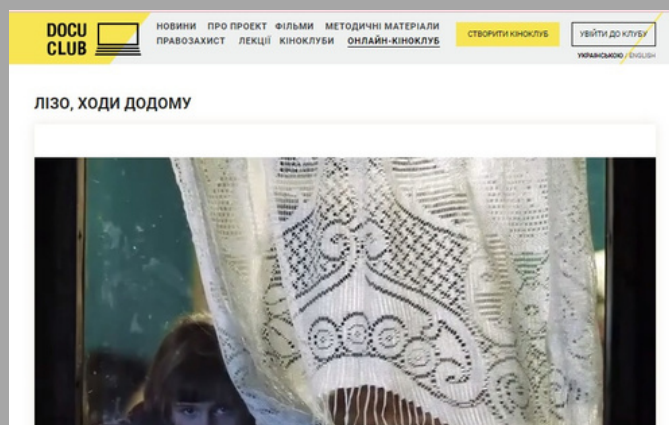 DOCU
CLUB
НОВИНИ ПРО ПРОЕКТ ФІЛЬМИ МЕТОДИЧНІ МАТЕРІАЛИ
ПРАВОЗАХИСТ ЛЕКЦІЇ КІНОКЛУБИ ОНЛАЙН-КІНОКЛУБ
СТВОРИТИ КІНОКЛУБ
УВІЙТИ ДО КЛУБУ
УКРАЇНСЬКОЮ / ENGLISH
ЛІЗО, ХОДИ ДОДОМУ